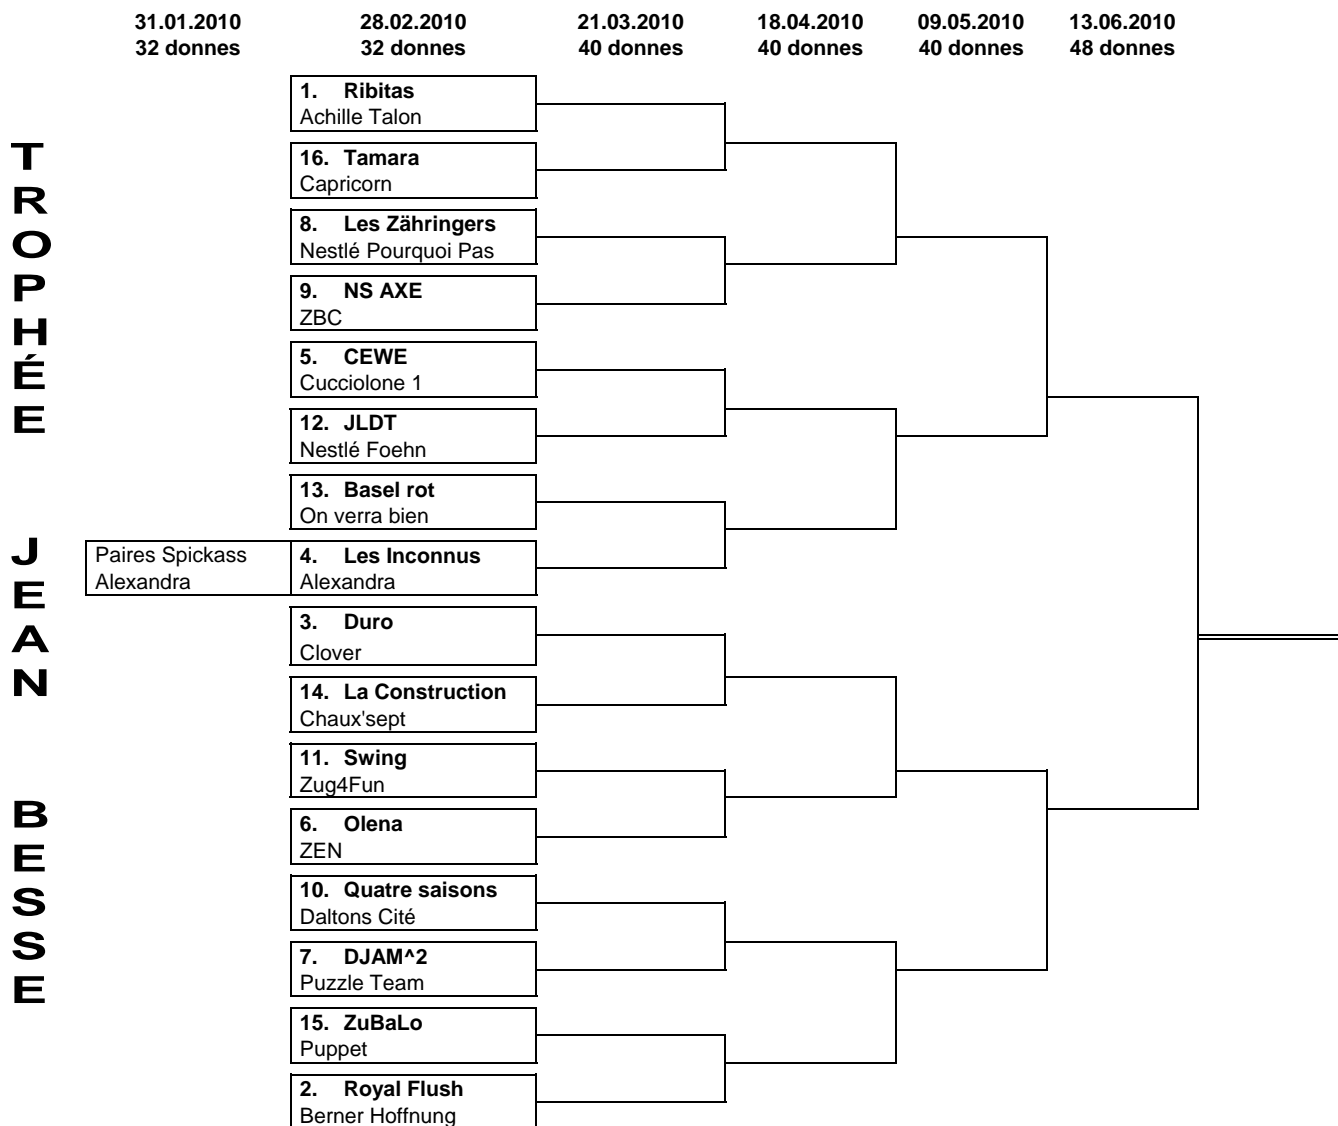 31.01.2010 28.02.2010 21.03.2010 18.04.2010 09.05.2010 13.06.2010
32 donnes 32 donnes 40 donnes 40 donnes 40 donnes 48 donnes
TROPHÉE JEAN BESSE
1. Ribitas
Achille Talon
16. Tamara
Capricorn
8. Les Zähringers
Nestlé Pourquoi Pas
9. NS AXE
ZBC
5. CEWE
Cucciolone 1
12. JLDT
Nestlé Foehn
13. Basel rot
On verra bien
Paires Spickass
Alexandra
4. Les Inconnus
Alexandra
3. Duro
Clover
14. La Construction
Chaux'sept
11. Swing
Zug4Fun
6. Olena
ZEN
10. Quatre saisons
Daltons Cité
7. DJAM^2
Puzzle Team
15. ZuBaLo
Puppet
2. Royal Flush
Berner Hoffnung